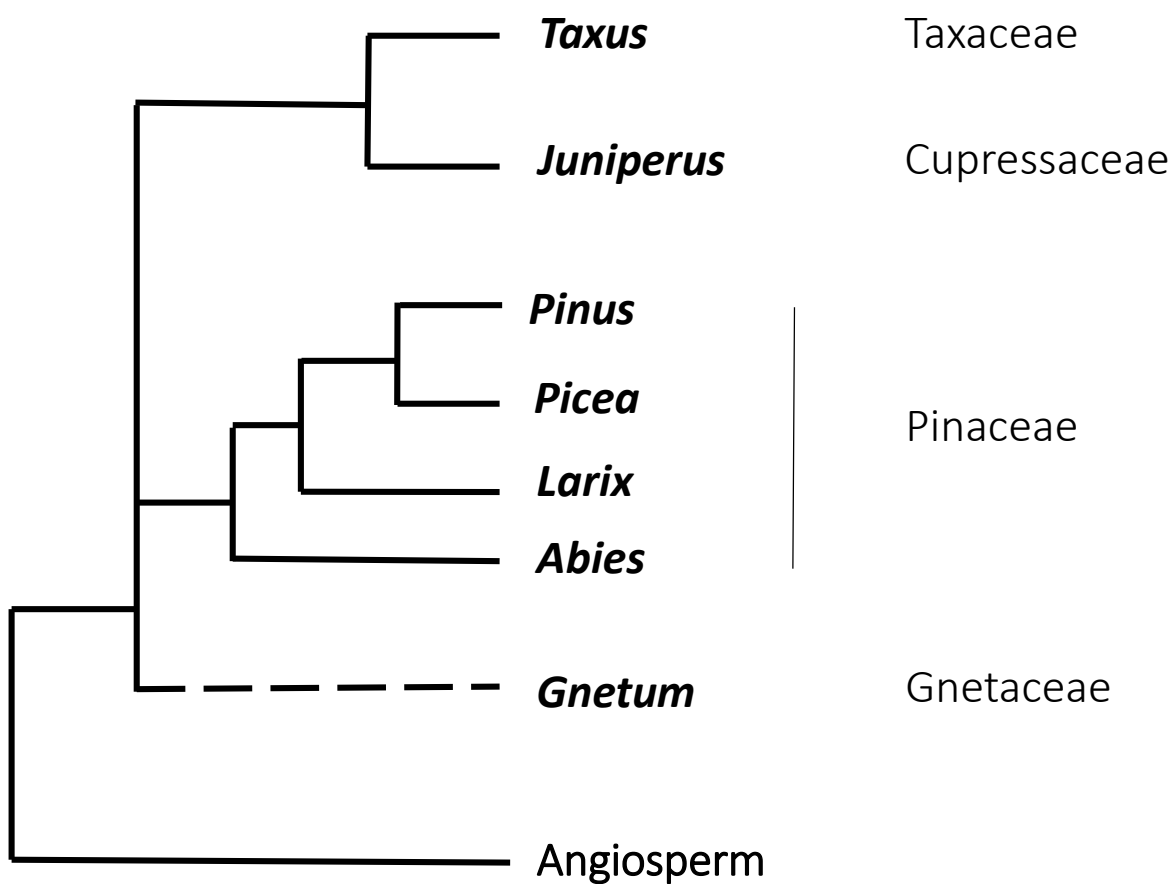 Taxus Taxaceae
Juniperus Cupressaceae
Pinus
Picea
Pinaceae
Larix
Abies
Gnetum Gnetaceae
Angiosperm